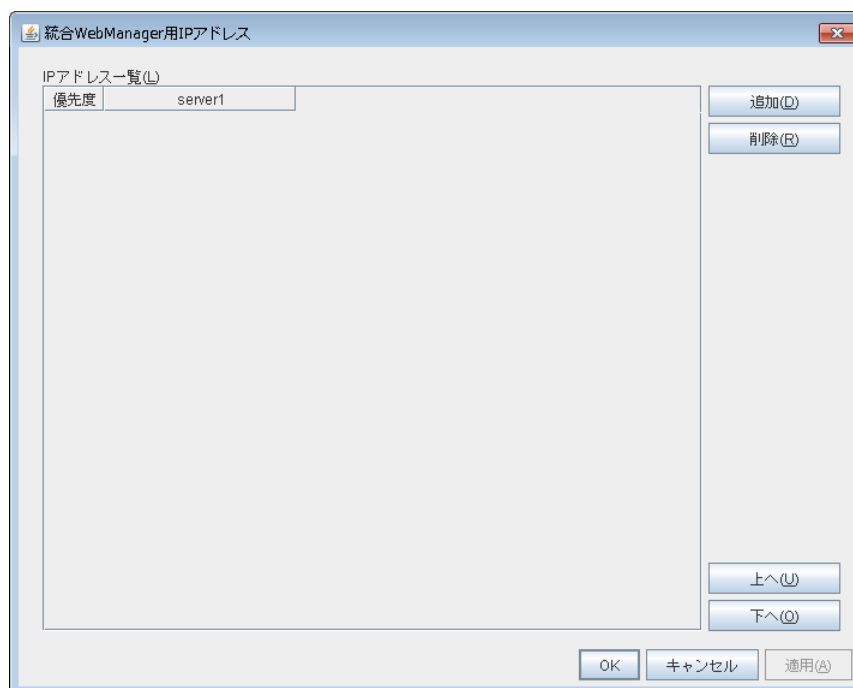 統合WebManager用IPアドレス
IPアドレス一覧(L)
優先度 server1
追加(D)
削除(R)
上へ(U)
下へ(O)
OK キャンセル 適用(A)